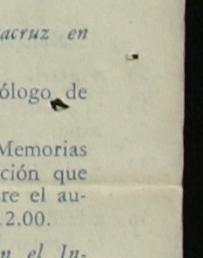 acruz en
ólogo de
Memorias
ción que
re el au-
2.00.
n el In-